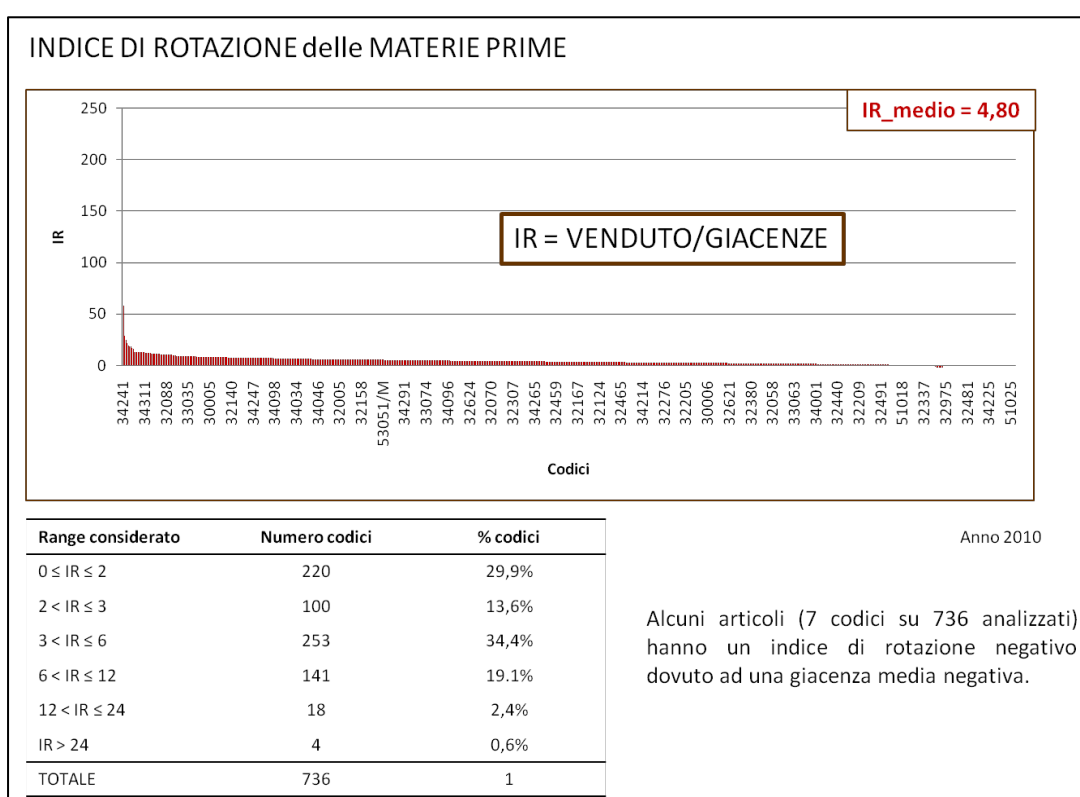 INDICE DI ROTAZIONE delle MATERIE PRIME
IR_medio = 4,80
250
200
150
100
50
0
IR
IR = VENDUTO/GIACENZE
34241
34311
32088
33035
30005
32140
34247
34098
34034
34046
32005
32158
53051/M
34291
33074
34096
32624
32070
32307
34265
32459
32167
32124
32465
34214
32276
32205
30006
32621
32380
32058
33063
34001
32440
32209
32491
51018
32337
32975
32481
34225
51025
Codici
Range considerato Numero codici % codici
0 ≤ IR ≤ 2 220 29,9%
2 < IR ≤ 3 100 13,6%
3 < IR ≤ 6 253 34,4%
6 < IR ≤ 12 141 19.1%
12 < IR ≤ 24 18 2,4%
IR > 24 4 0,6%
TOTALE 736 1
Anno 2010
Alcuni articoli (7 codici su 736 analizzati)
hanno un indice di rotazione negativo
dovuto ad una giacenza media negativa.